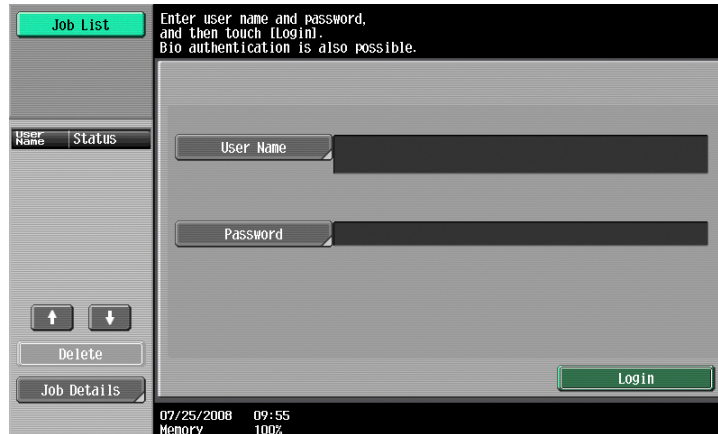 Job List
Enter user name and password,
and then touch [Login].
Bio authentication is also possible.
User Name
Status
User Name
Password
Delete
Job Details
Login
07/25/2008 09:55
Memory 100%